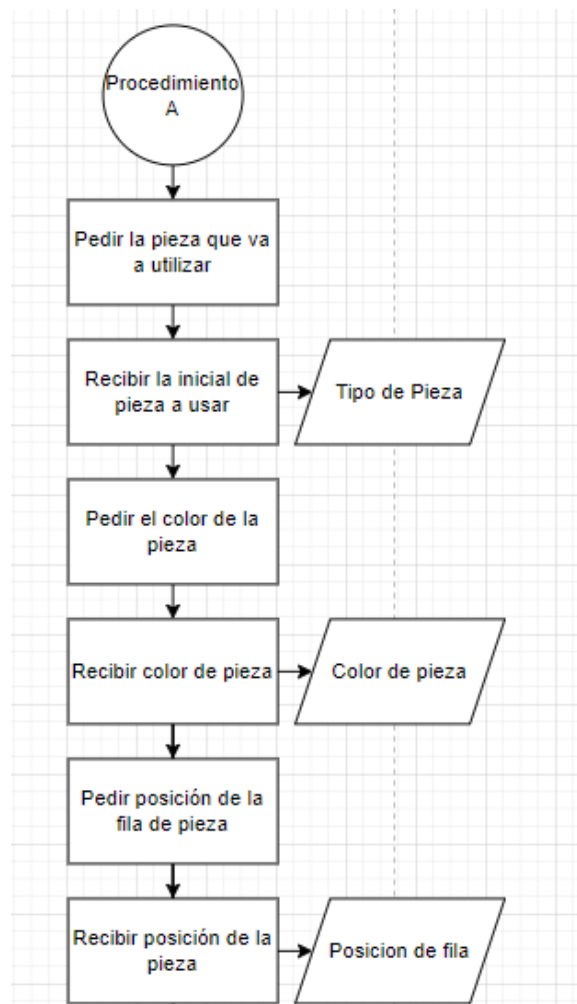 Procedimiento
A
Pedir la pieza que va
a utilizar
Recibir la inicial de
pieza a usar
Tipo de Pieza
Pedir el color de la
pieza
Recibir color de pieza
Color de pieza
Pedir posición de la
fila de pieza
Recibir posición de la
pieza
Posicion de fila